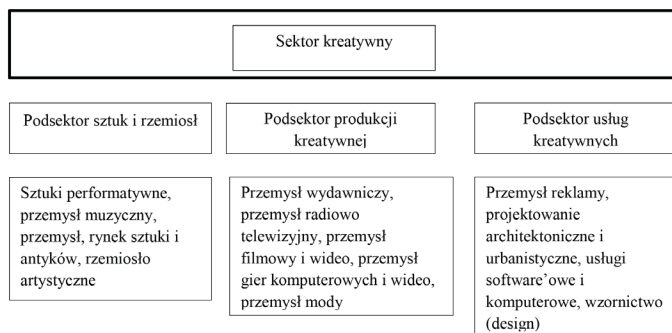 Sektor kreatywny
Podsektor sztuk i rzemiosł
Podsektor produkcji
kreatywnej
Podsektor usług
kreatywnych
Sztuki performatywne,
przemysł muzyczny,
przemysł, rynek sztuki i
antyków, rzemiosło
artystyczne
Przemysł wydawniczy,
przemysł radiowo
telewizyjny, przemysł
filmowy i wideo, przemysł
gier komputerowych i wideo,
przemysł mody
Przemysł reklamy,
projektowanie
architektoniczne i
urbanistyczne, usługi
software’owe i
komputerowe, wzornictwo
(design)